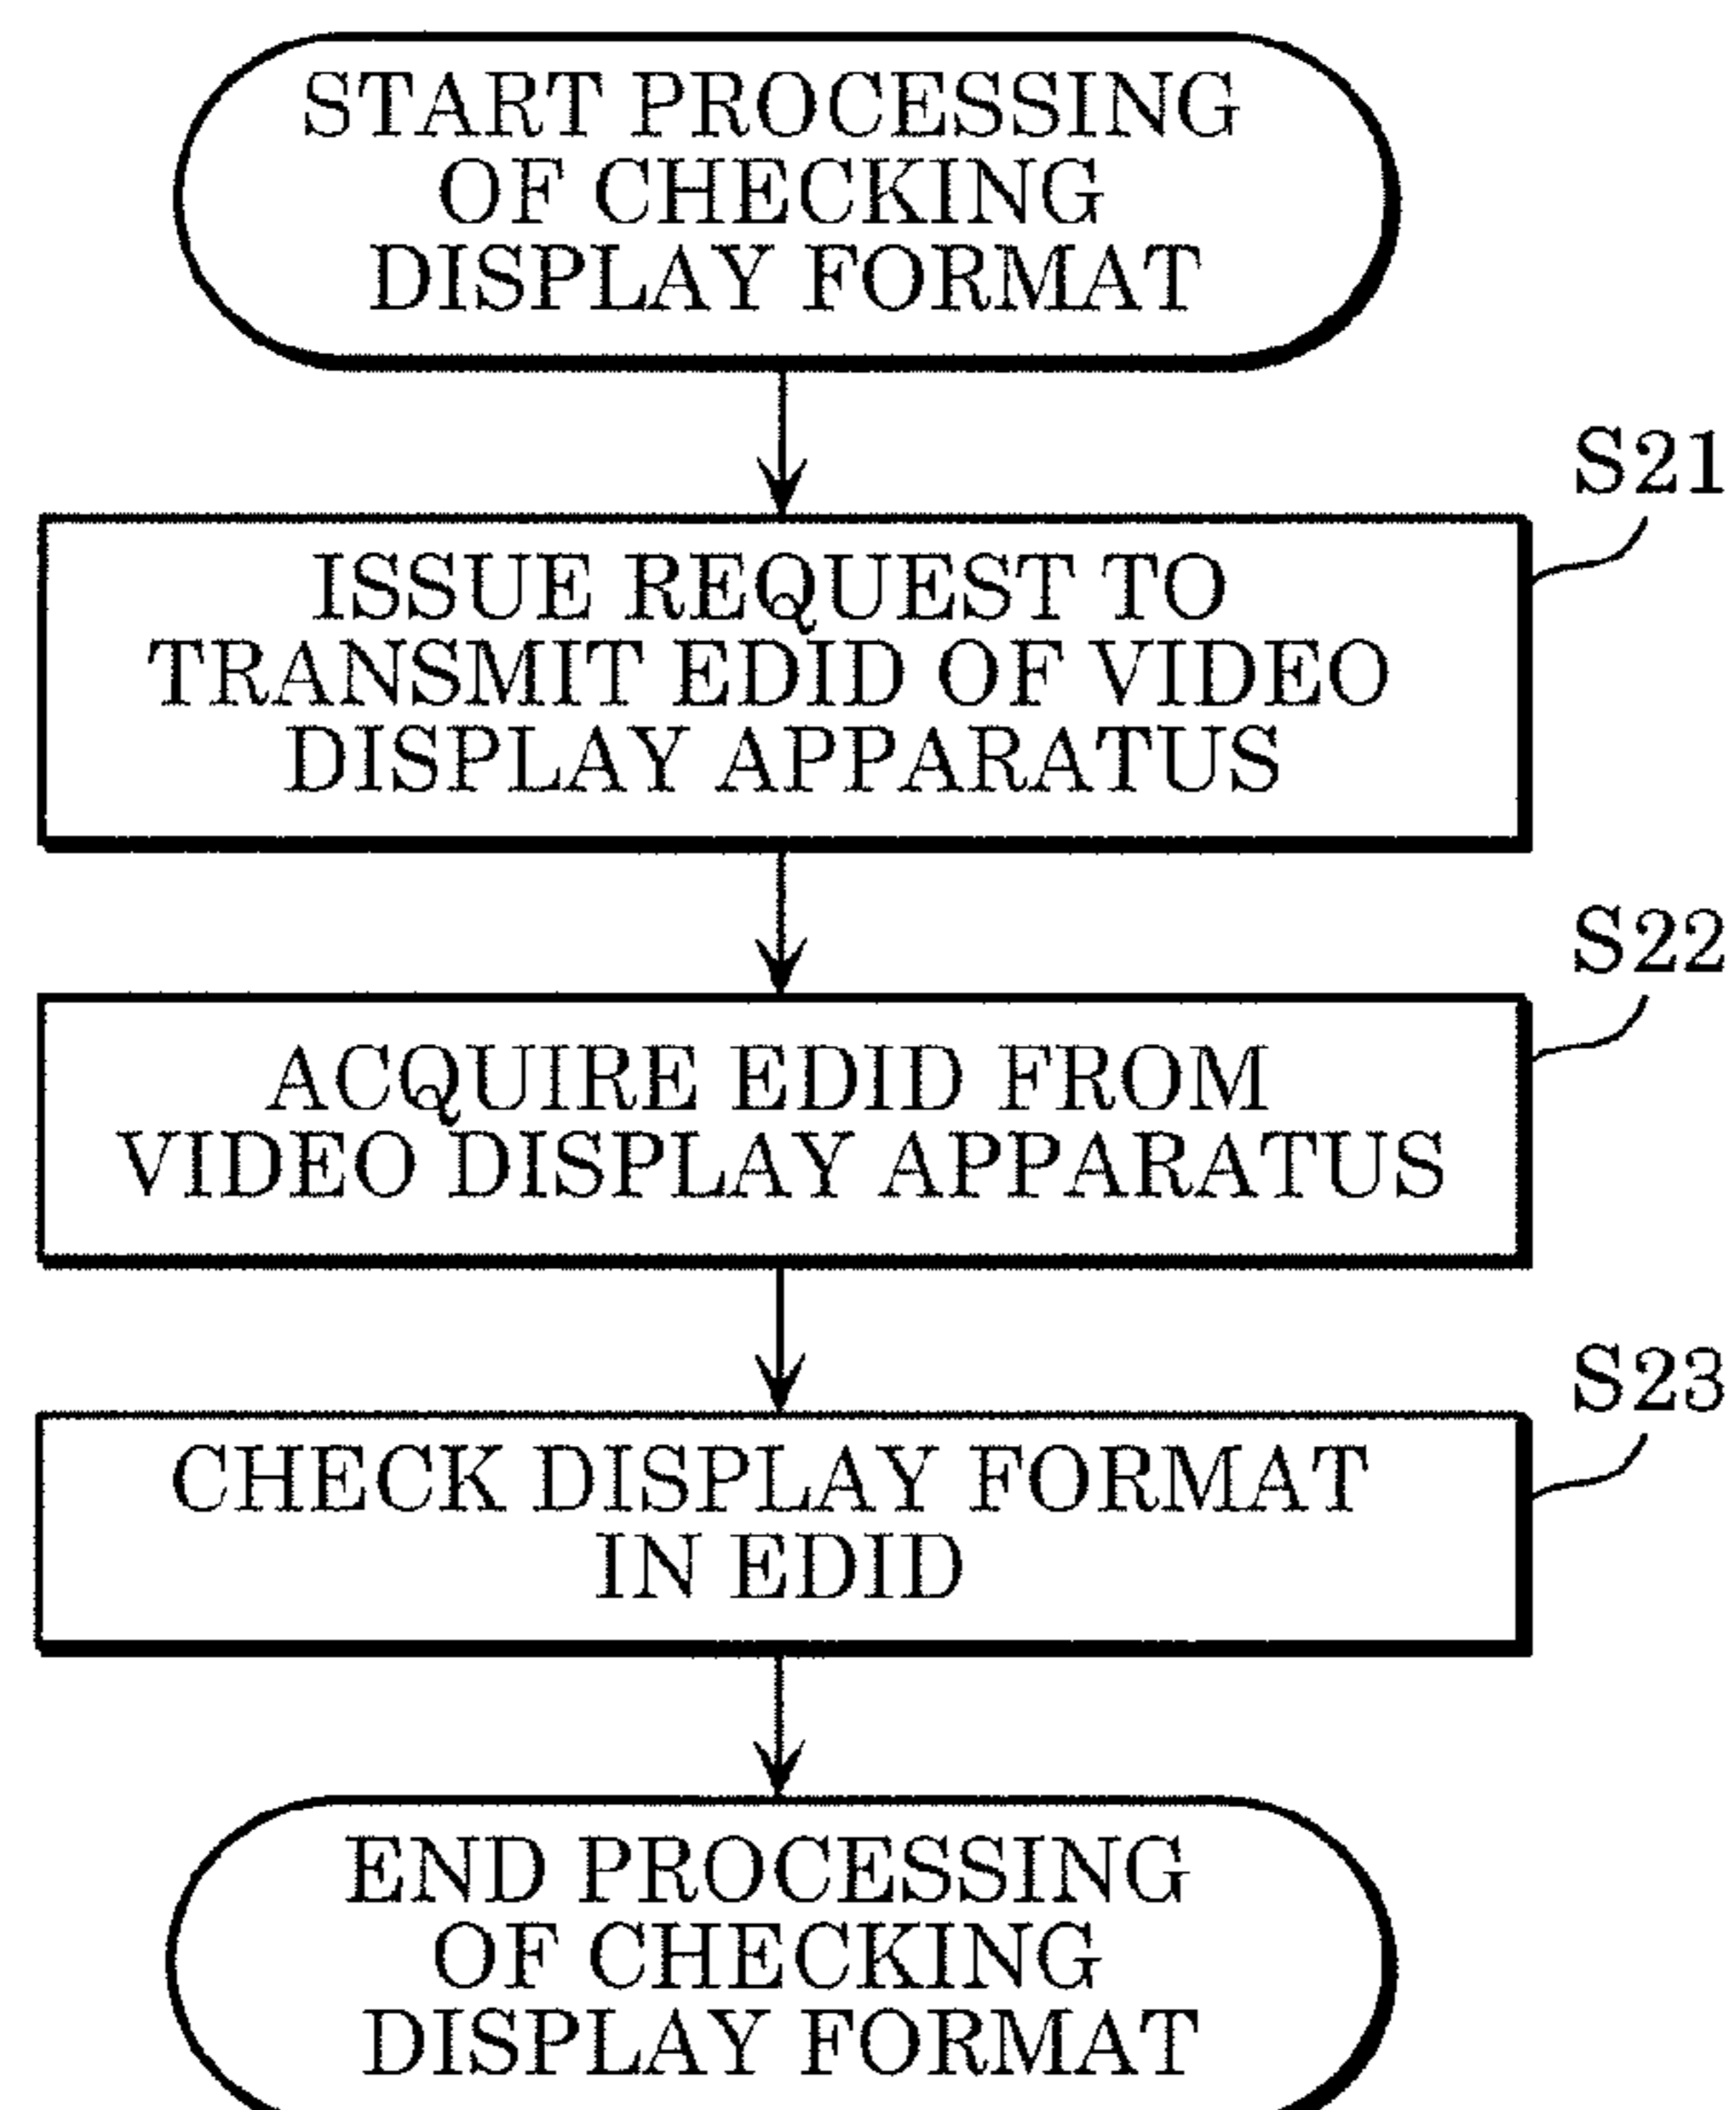 START PROCESSING
OF CHECKING
DISPLAY FORMAT
S21
ISSUE REQUEST TO
TRANSMIT EDID OF VIDEO
DISPLAY APPARATUS
S22
ACQUIRE EDID FROM
VIDEO DISPLAY APPARATUS
S23
CHECK DISPLAY FORMAT
IN EDID
END PROCESSING
OF CHECKING
DISPLAY FORMAT